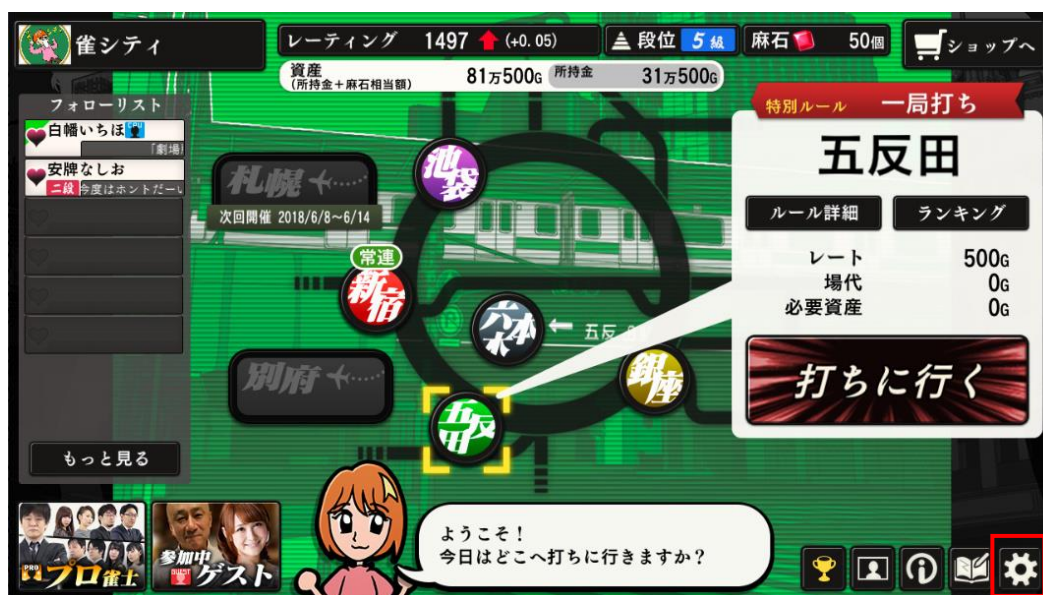 雀シティ
レーティング 1497 (+0.05)
段位 5級
麻石 50個
ショップへ
資産
(所持金+麻石相当額)
81万500G
所持金 31万500G
フォローリスト
白幡いちほ CPU
「劇場
安牌なしお
二段 今度はホントだーい
もっと見る
札幌
次回開催 2018/6/8~6/14
池袋
常連
新宿
六本木
五反田
別府
銀座
五反田
特別ルール 一局打ち
五反田
ルール詳細
ランキング
レート 500G
場代 0G
必要資産 0G
打ちに行く
PRO プロ雀士
参加中
GUEST ゲスト
ようこそ!
今日はどこへ打ちに行きますか?